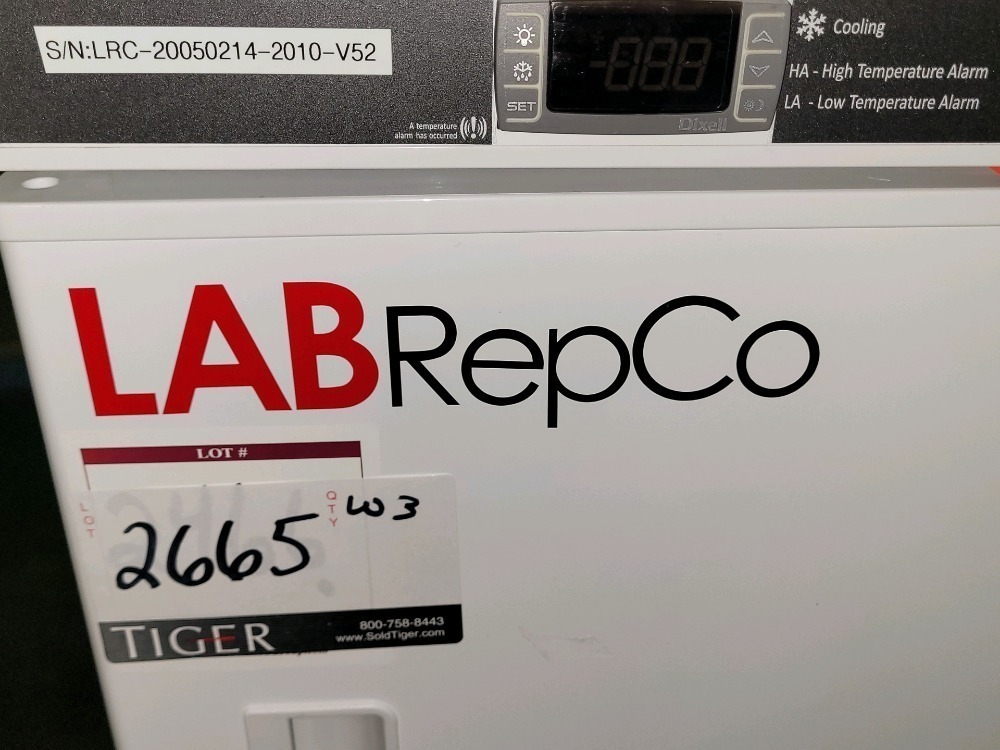 S/N:LRC-20050214-2010-V52
A temperature
alarm has occurred
SET
-888
Dixell
Cooling
HA - High Temperature Alarm
LA - Low Temperature Alarm
LABRepCo
LOT #
LOT
2665
QTY
W3
TIGER
800-758-8443
www.SoldTiger.com